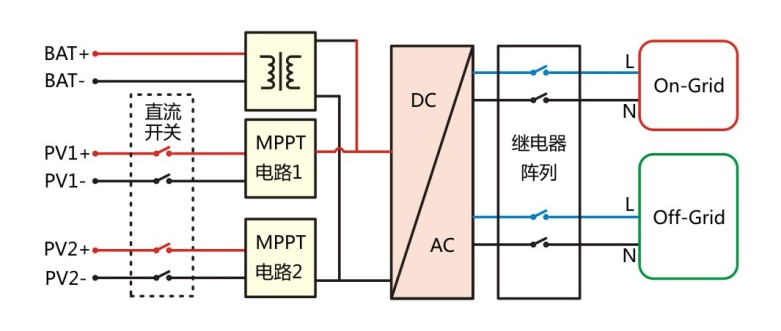 BAT+
BAT-
直流
开关
PV1+
PV1-
PV2+
PV2-
MPPT
电路1
MPPT
电路2
DC
AC
继电器
阵列
L
N
On-Grid
L
N
Off-Grid